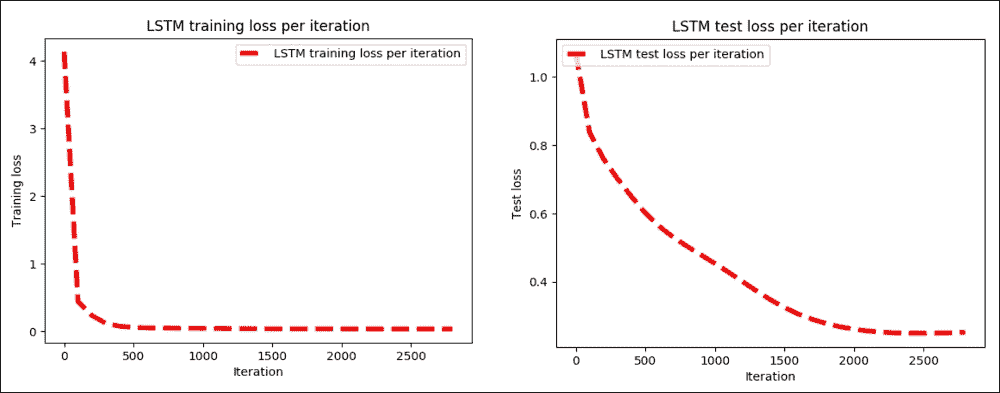 LSTM training loss per iteration
LSTM training loss per iteration
4
3
2
1
0
Training loss
0 500 1000 1500 2000 2500
Iteration
LSTM test loss per iteration
LSTM test loss per iteration
1.0
0.8
0.6
0.4
Test loss
0 500 1000 1500 2000 2500
Iteration